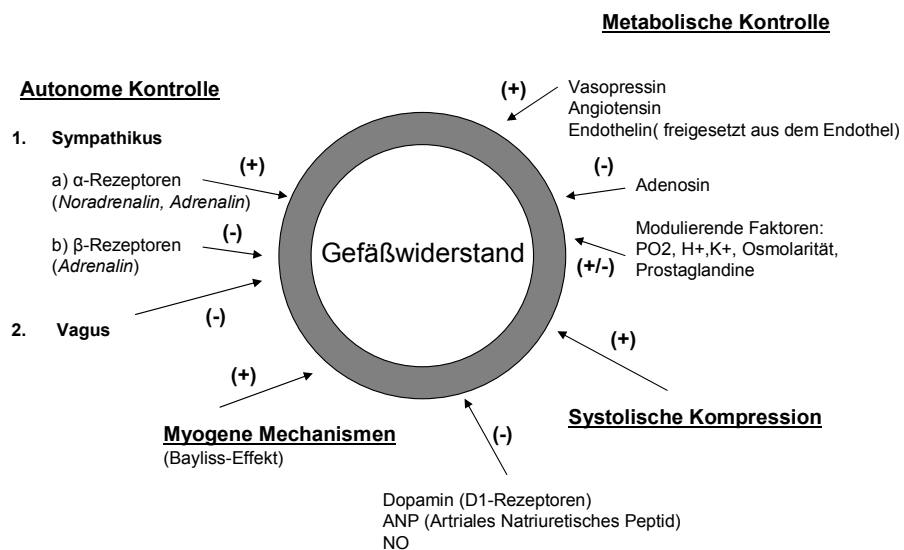 Metabolische Kontrolle
Autonome Kontrolle
1. Sympathikus
a) α-Rezeptoren
(Noradrenalin, Adrenalin)
(+)
b) β-Rezeptoren
(Adrenalin)
(-)
2. Vagus
(-)
Gefäßwiderstand
(+)
Vasopressin
Angiotensin
Endothelin( freigesetzt aus dem Endothel)
(-)
Adenosin
Modulierende Faktoren:
PO2, H+,K+, Osmolarität,
Prostaglandine
(+/-)
(+)
Systolische Kompression
(+)
Myogene Mechanismen
(Bayliss-Effekt)
(-)
Dopamin (D1-Rezeptoren)
ANP (Artriales Natriuretisches Peptid)
NO